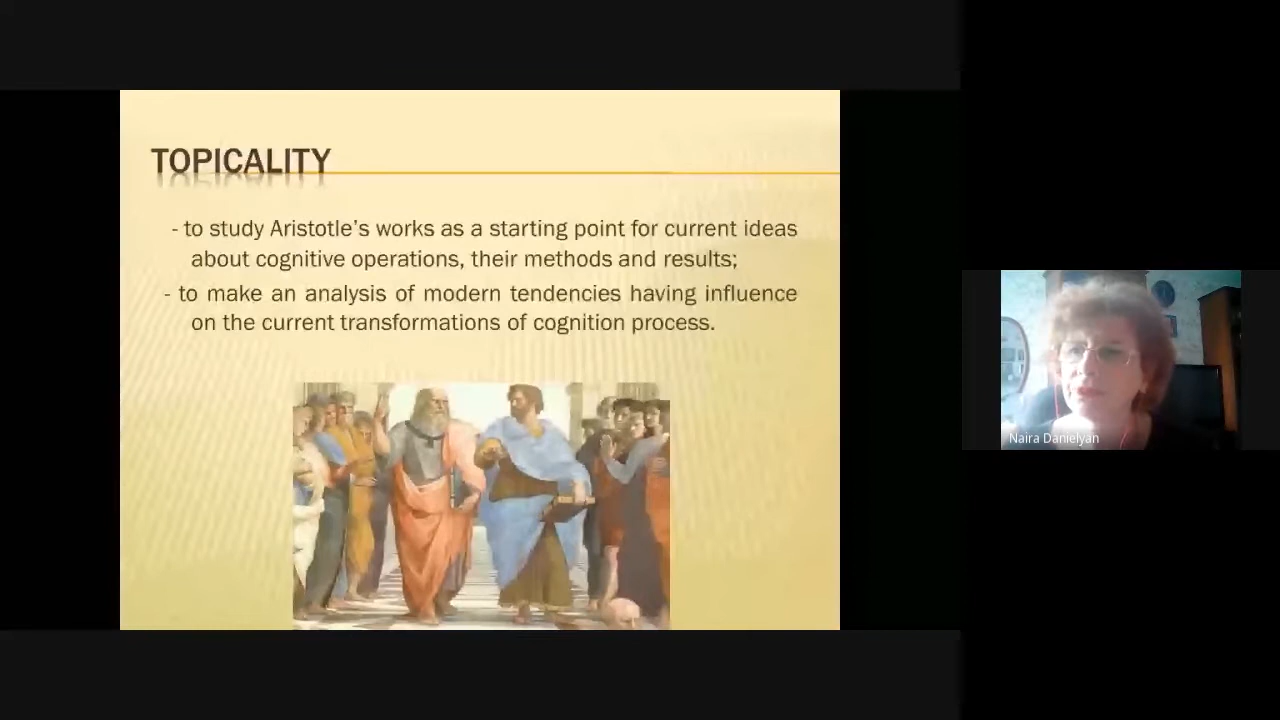 TOPICALITY
- to study Aristotle's works as a starting point for current ideas
about cognitive operations, their methods and results;
- to make an analysis of modern tendencies having influence
on the current transformations of cognition process.
Naira Danielyan